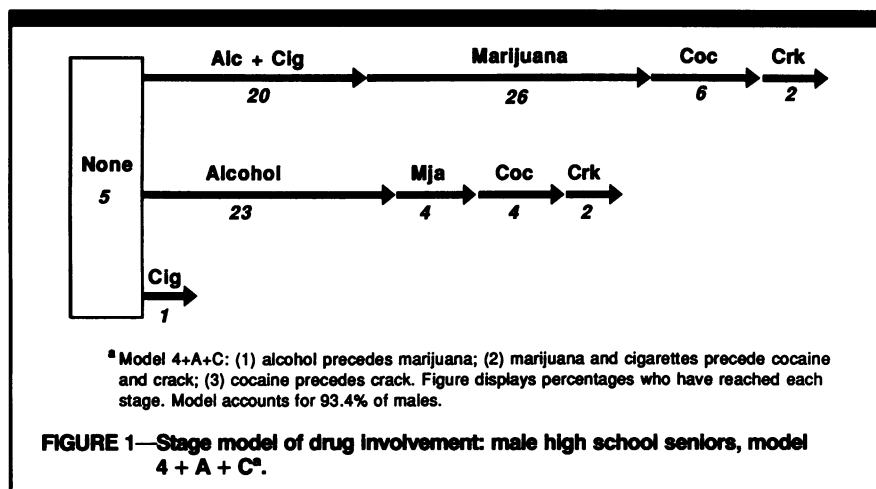 Alc + Cig Marijuana Coc Crk
20 26 6 2
None Alcohol Mja Coc Crk
5 23 4 4 2
Cig
1
a Model 4+A+C: (1) alcohol precedes marijuana; (2) marijuana and cigarettes precede cocaine
and crack; (3) cocaine precedes crack. Figure displays percentages who have reached each
stage. Model accounts for 93.4% of males.
FIGURE 1—Stage model of drug involvement: male high school seniors, model
4 + A + Cᵃ.